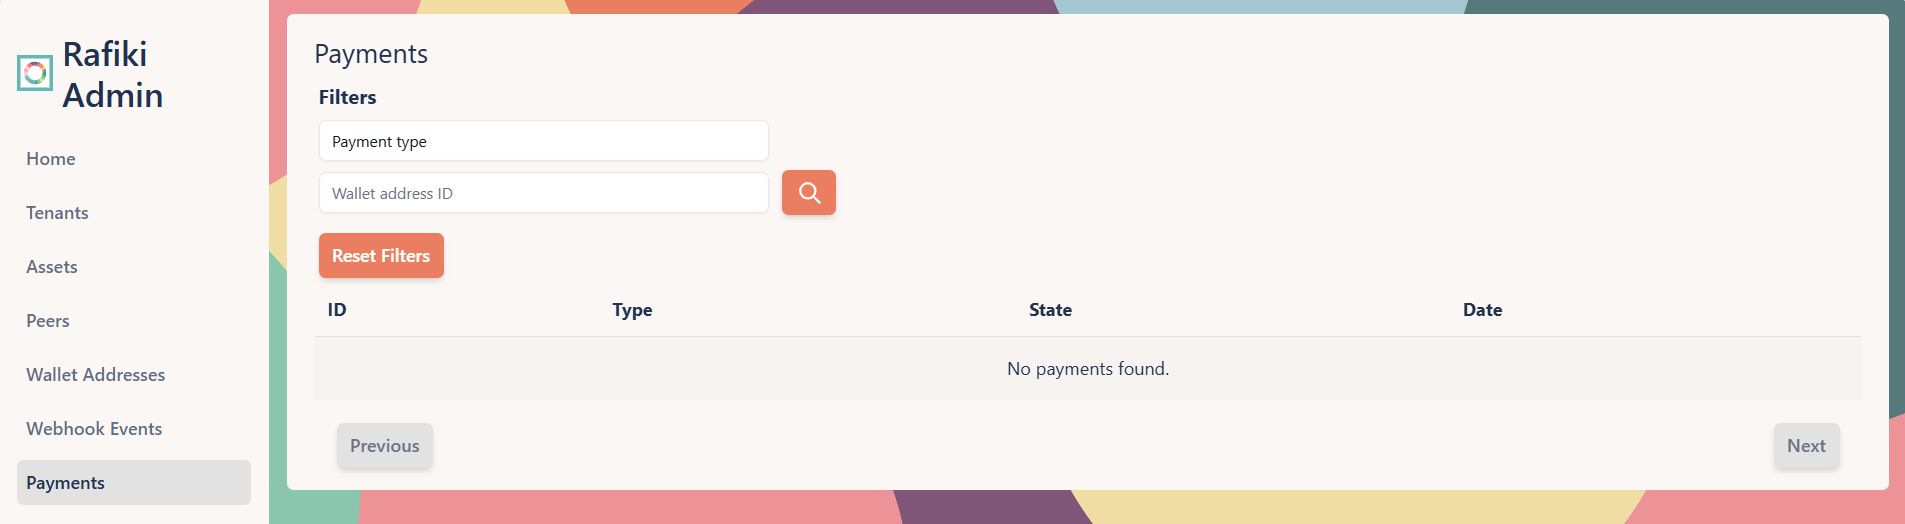 Rafiki
Admin
Home
Tenants
Assets
Peers
Wallet Addresses
Webhook Events
Payments
Payments
Filters
Payment type
Wallet address ID
Reset Filters
ID Type State Date
No payments found.
Previous Next